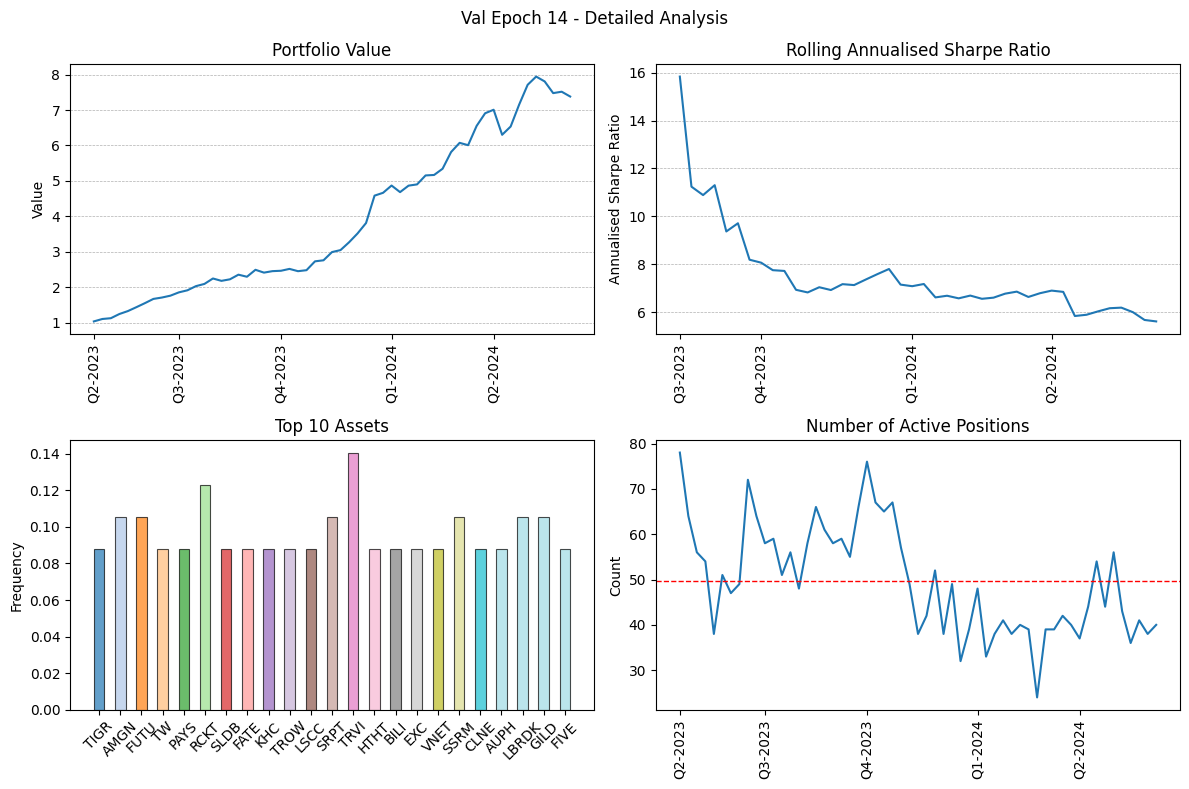 Val Epoch 14 - Detailed Analysis
Portfolio Value
Value
8
7
6
5
4
3
2
1
Q2-2023
Q3-2023
Q4-2023
Q1-2024
Q2-2024
Rolling Annualised Sharpe Ratio
Annualised Sharpe Ratio
16
14
12
10
8
6
Q3-2023
Q4-2023
Q1-2024
Q2-2024
Top 10 Assets
Frequency
0.14
0.12
0.10
0.08
0.06
0.04
0.02
0.00
TIGR
AMGN
FUTU
TW
PAYS
RCKT
SLDB
FATE
KHC
TROW
LSCC
SRPT
TRVI
HTHT
BILI
EXC
VNET
SSRM
CLNE
AUPH
LBRDK
GILD
FIVE
Number of Active Positions
Count
80
70
60
50
40
30
Q2-2023
Q3-2023
Q4-2023
Q1-2024
Q2-2024